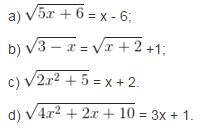 a) √5x + 6 = x - 6;
b) √3 − x = √x + 2 +1;
c) √2x² + 5 = x + 2.
d) √4x² + 2x + 10 = 3x + 1.